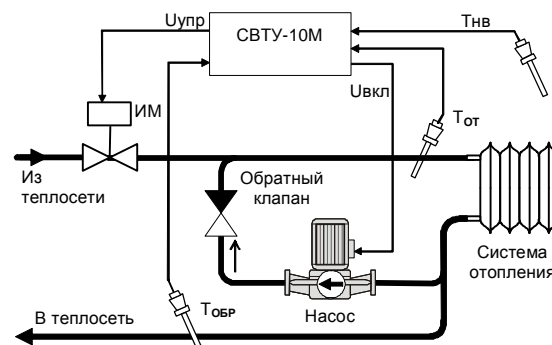 Uупр
СВТУ-10М
Tнв
Uвкл
ИМ
Tот
Из
теплосети
Обратный
клапан
Система
отопления
В теплосеть
TОБР
Насос